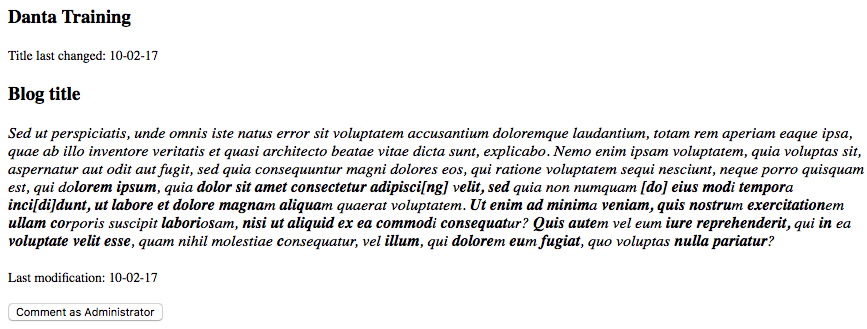 Danta Training
Title last changed: 10-02-17
Blog title
Sed ut perspiciatis, unde omnis iste natus error sit voluptatem accusantium doloremque laudantium, totam rem aperiam eaque ipsa,
quae ab illo inventore veritatis et quasi architecto beatae vitae dicta sunt, explicabo. Nemo enim ipsam voluptatem, quia voluptas sit,
aspernatur aut odit aut fugit, sed quia consequuntur magni dolores eos, qui ratione voluptatem sequi nesciunt, neque porro quisquam
est, qui dolorem ipsum, quia dolor sit amet consectetur adipisci[ng] velit, sed quia non numquam [do] eius modi tempora
inci[di]dunt, ut labore et dolore magnam aliquam quaerat voluptatem. Ut enim ad minima veniam, quis nostrum exercitationem
ullam corporis suscipit laboriosam, nisi ut aliquid ex ea commodi consequatur? Quis autem vel eum iure reprehenderit, qui in ea
voluptate velit esse, quam nihil molestiae consequatur, vel illum, qui dolorem eum fugiat, quo voluptas nulla pariatur?
Last modification: 10-02-17
Comment as Administrator